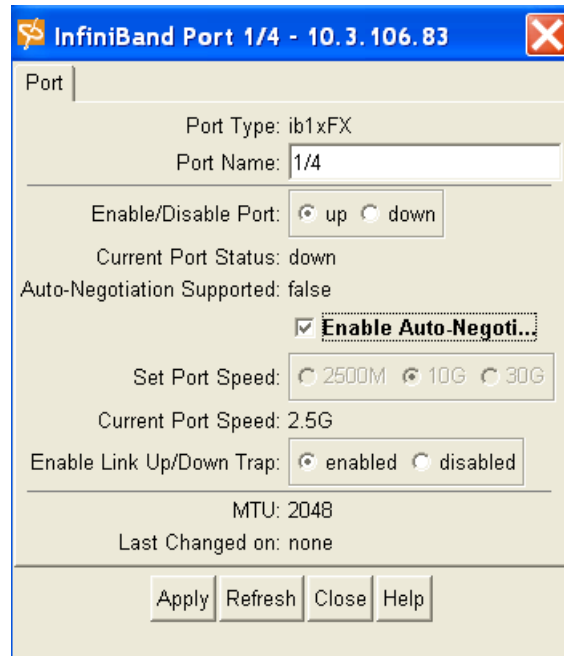 InfiniBand Port 1/4 - 10.3.106.83
Port
Port Type: ib1xFX
Port Name: 1/4
Enable/Disable Port: up down
Current Port Status: down
Auto-Negotiation Supported: false
Enable Auto-Negoti...
Set Port Speed: 2500M 10G 30G
Current Port Speed: 2.5G
Enable Link Up/Down Trap: enabled disabled
MTU: 2048
Last Changed on: none
Apply Refresh Close Help